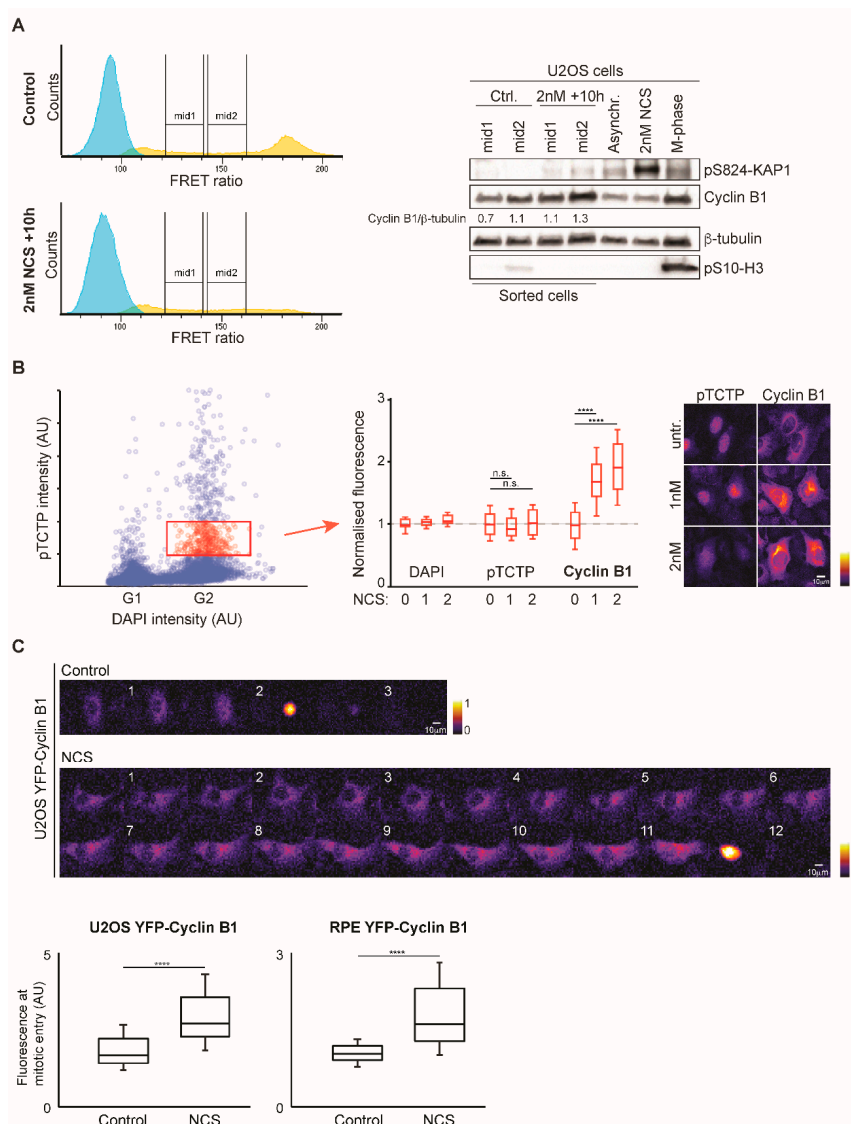 A
Control
Counts
mid1
mid2
100
150
200
FRET ratio
2nM NCS +10h
Counts
mid1
mid2
100
150
200
FRET ratio
U2OS cells
Ctrl.
2nM +10h
Asynchr.
2nM NCS
M-phase
mid1
mid2
mid1
mid2
pS824-KAP1
Cyclin B1
Cyclin B1/β-tubulin 0.7 1.1 1.1 1.3
β-tubulin
pS10-H3
Sorted cells
B
pTCTP intensity (AU)
G1
G2
DAPI intensity (AU)
Normalised fluorescence
3
2
1
0
n.s.
n.s.
****
****
DAPI
pTCTP
Cyclin B1
NCS: 0 1 2 0 1 2 0 1 2
pTCTP
Cyclin B1
untr.
1nM
2nM
10μm
C
U2OS YFP-Cyclin B1
Control
1 2 3
10μm
1
0
NCS
1 2 3 4 5 6
7 8 9 10 11 12
10μm
U2OS YFP-Cyclin B1
Fluorescence at
mitotic entry (AU)
5
0
****
Control
NCS
RPE YFP-Cyclin B1
3
0
****
Control
NCS